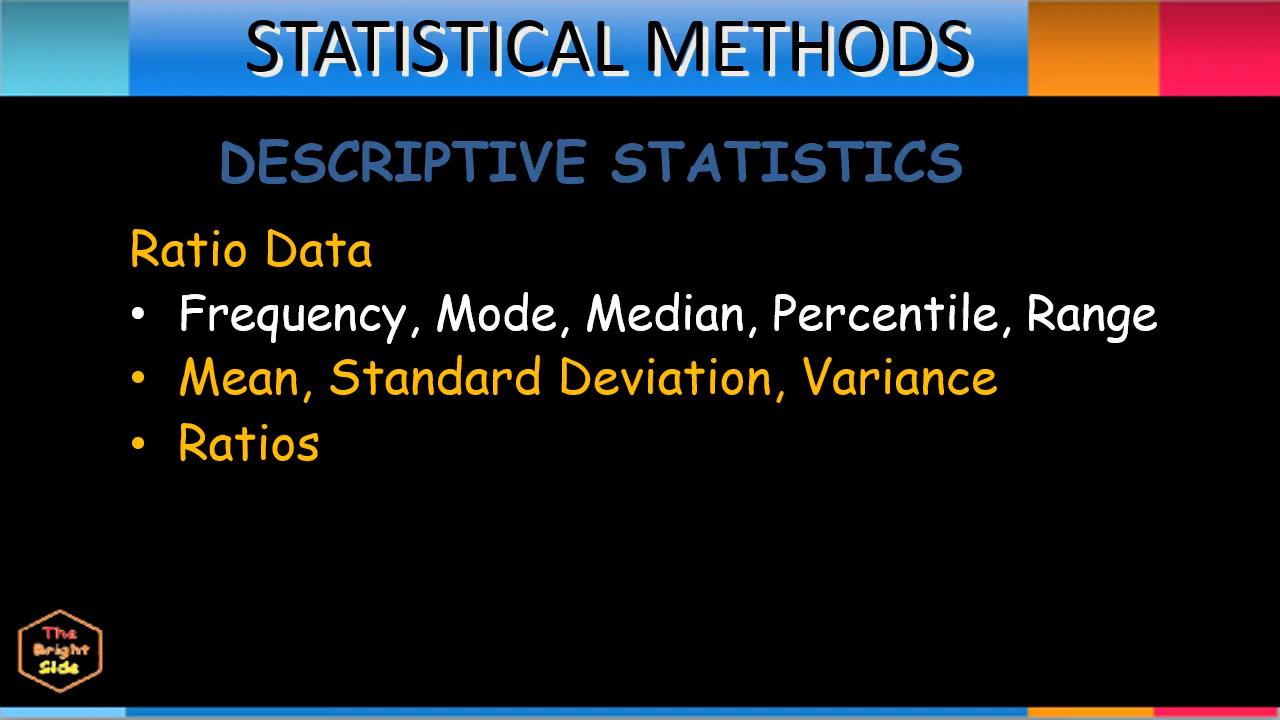 STATISTICAL METHODS
DESCRIPTIVE STATISTICS
Ratio Data
• Frequency, Mode, Median, Percentile, Range
• Mean, Standard Deviation, Variance
• Ratios
The
Bright
Side